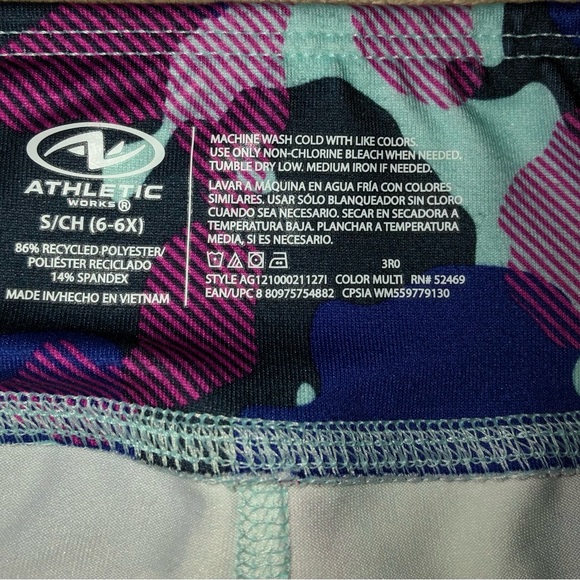 ATHLETIC
WORKS®
S/CH (6-6X)
86% RECYCLED POLYESTER/
POLIÉSTER RECICLADO
14% SPANDEX
MADE IN/HECHO EN VIETNAM
MACHINE WASH COLD WITH LIKE COLORS.
USE ONLY NON-CHLORINE BLEACH WHEN NEEDED.
TUMBLE DRY LOW. MEDIUM IRON IF NEEDED.
LAVAR A MÁQUINA EN AGUA FRÍA CON COLORES
SIMILARES. USAR SÓLO BLANQUEADOR SIN CLORO
CUANDO SEA NECESARIO. SECAR EN SECADORA A
TEMPERATURA BAJA. PLANCHAR A TEMPERATURA
MEDIA, SI ES NECESARIO.
3R0
STYLE AG12100021127I COLOR MULTI RN# 52469
EAN/UPC 8 80975754882 CPSIA WM559779130